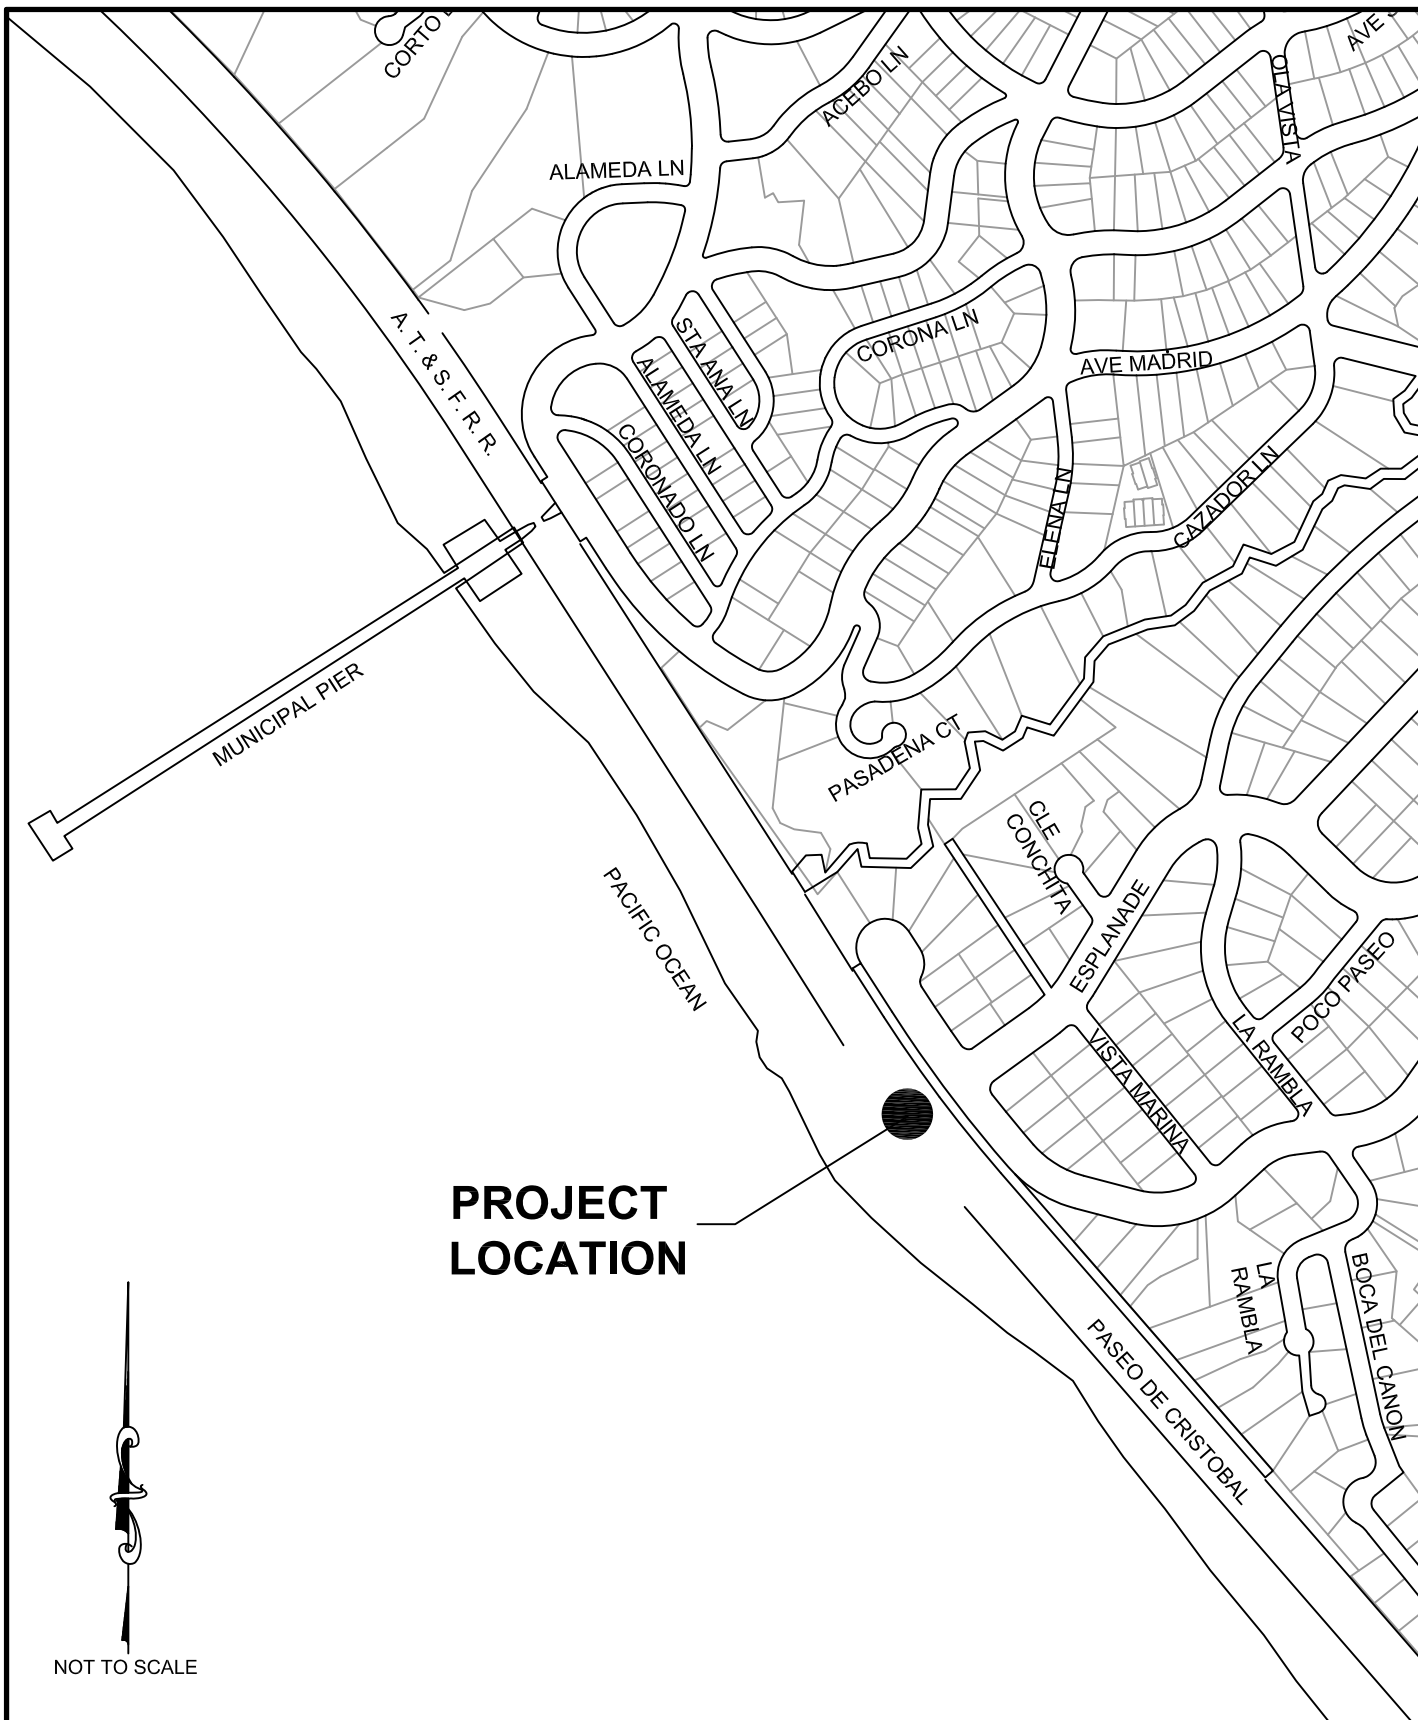 CORTO
AVE
ACEBO LN
OLA VISTA
ALAMEDA LN
A. T. & S. F. R. R.
STA ANA LN
ALAMEDA LN
CORONADO LN
CORONA LN
AVE MADRID
ELENA LN
CAZADOR LN
MUNICIPAL PIER
PASADENA CT
CLE
CONCHITA
PACIFIC OCEAN
ESPLANADE
POCO PASEO
VISTA MARINA
LA RAMBLA
PROJECT
LOCATION
LA
RAMBLA
BOCA DEL CANON
PASEO DE CRISTOBAL
NOT TO SCALE